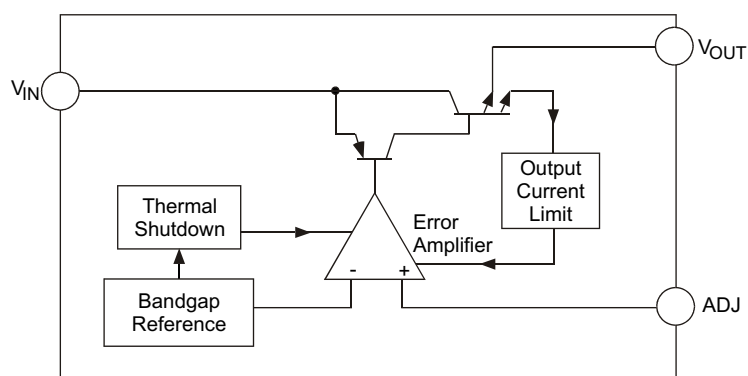 VIN
VOUT
Output
Current
Limit
Thermal
Shutdown
Error
Amplifier
- +
Bandgap
Reference
ADJ